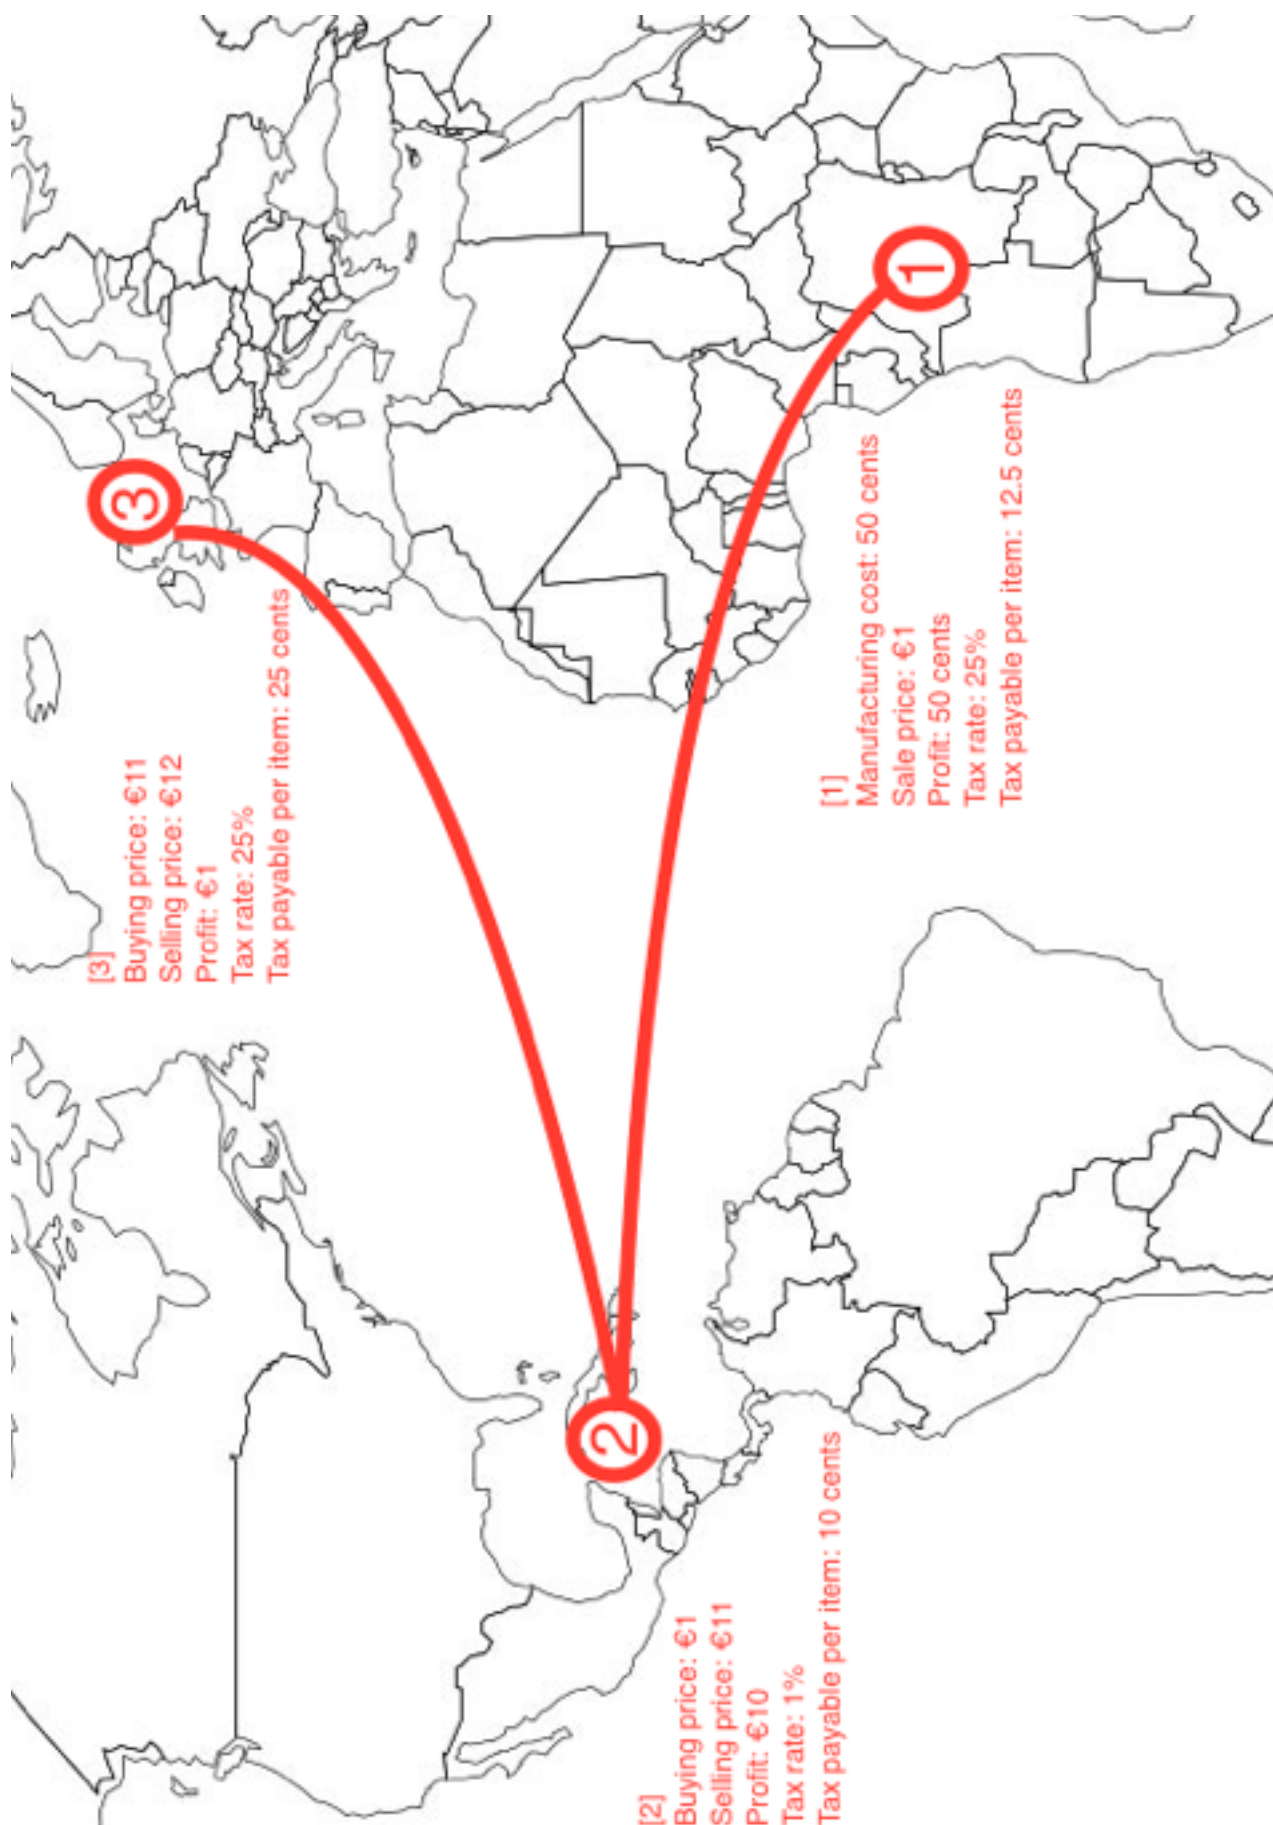 3
[3]
Buying price: €11
Selling price: €12
Profit: €1
Tax rate: 25%
Tax payable per item: 25 cents
2
[2]
Buying price: €1
Selling price: €11
Profit: €10
Tax rate: 1%
Tax payable per item: 10 cents
1
[1]
Manufacturing cost: 50 cents
Sale price: €1
Profit: 50 cents
Tax rate: 25%
Tax payable per item: 12.5 cents